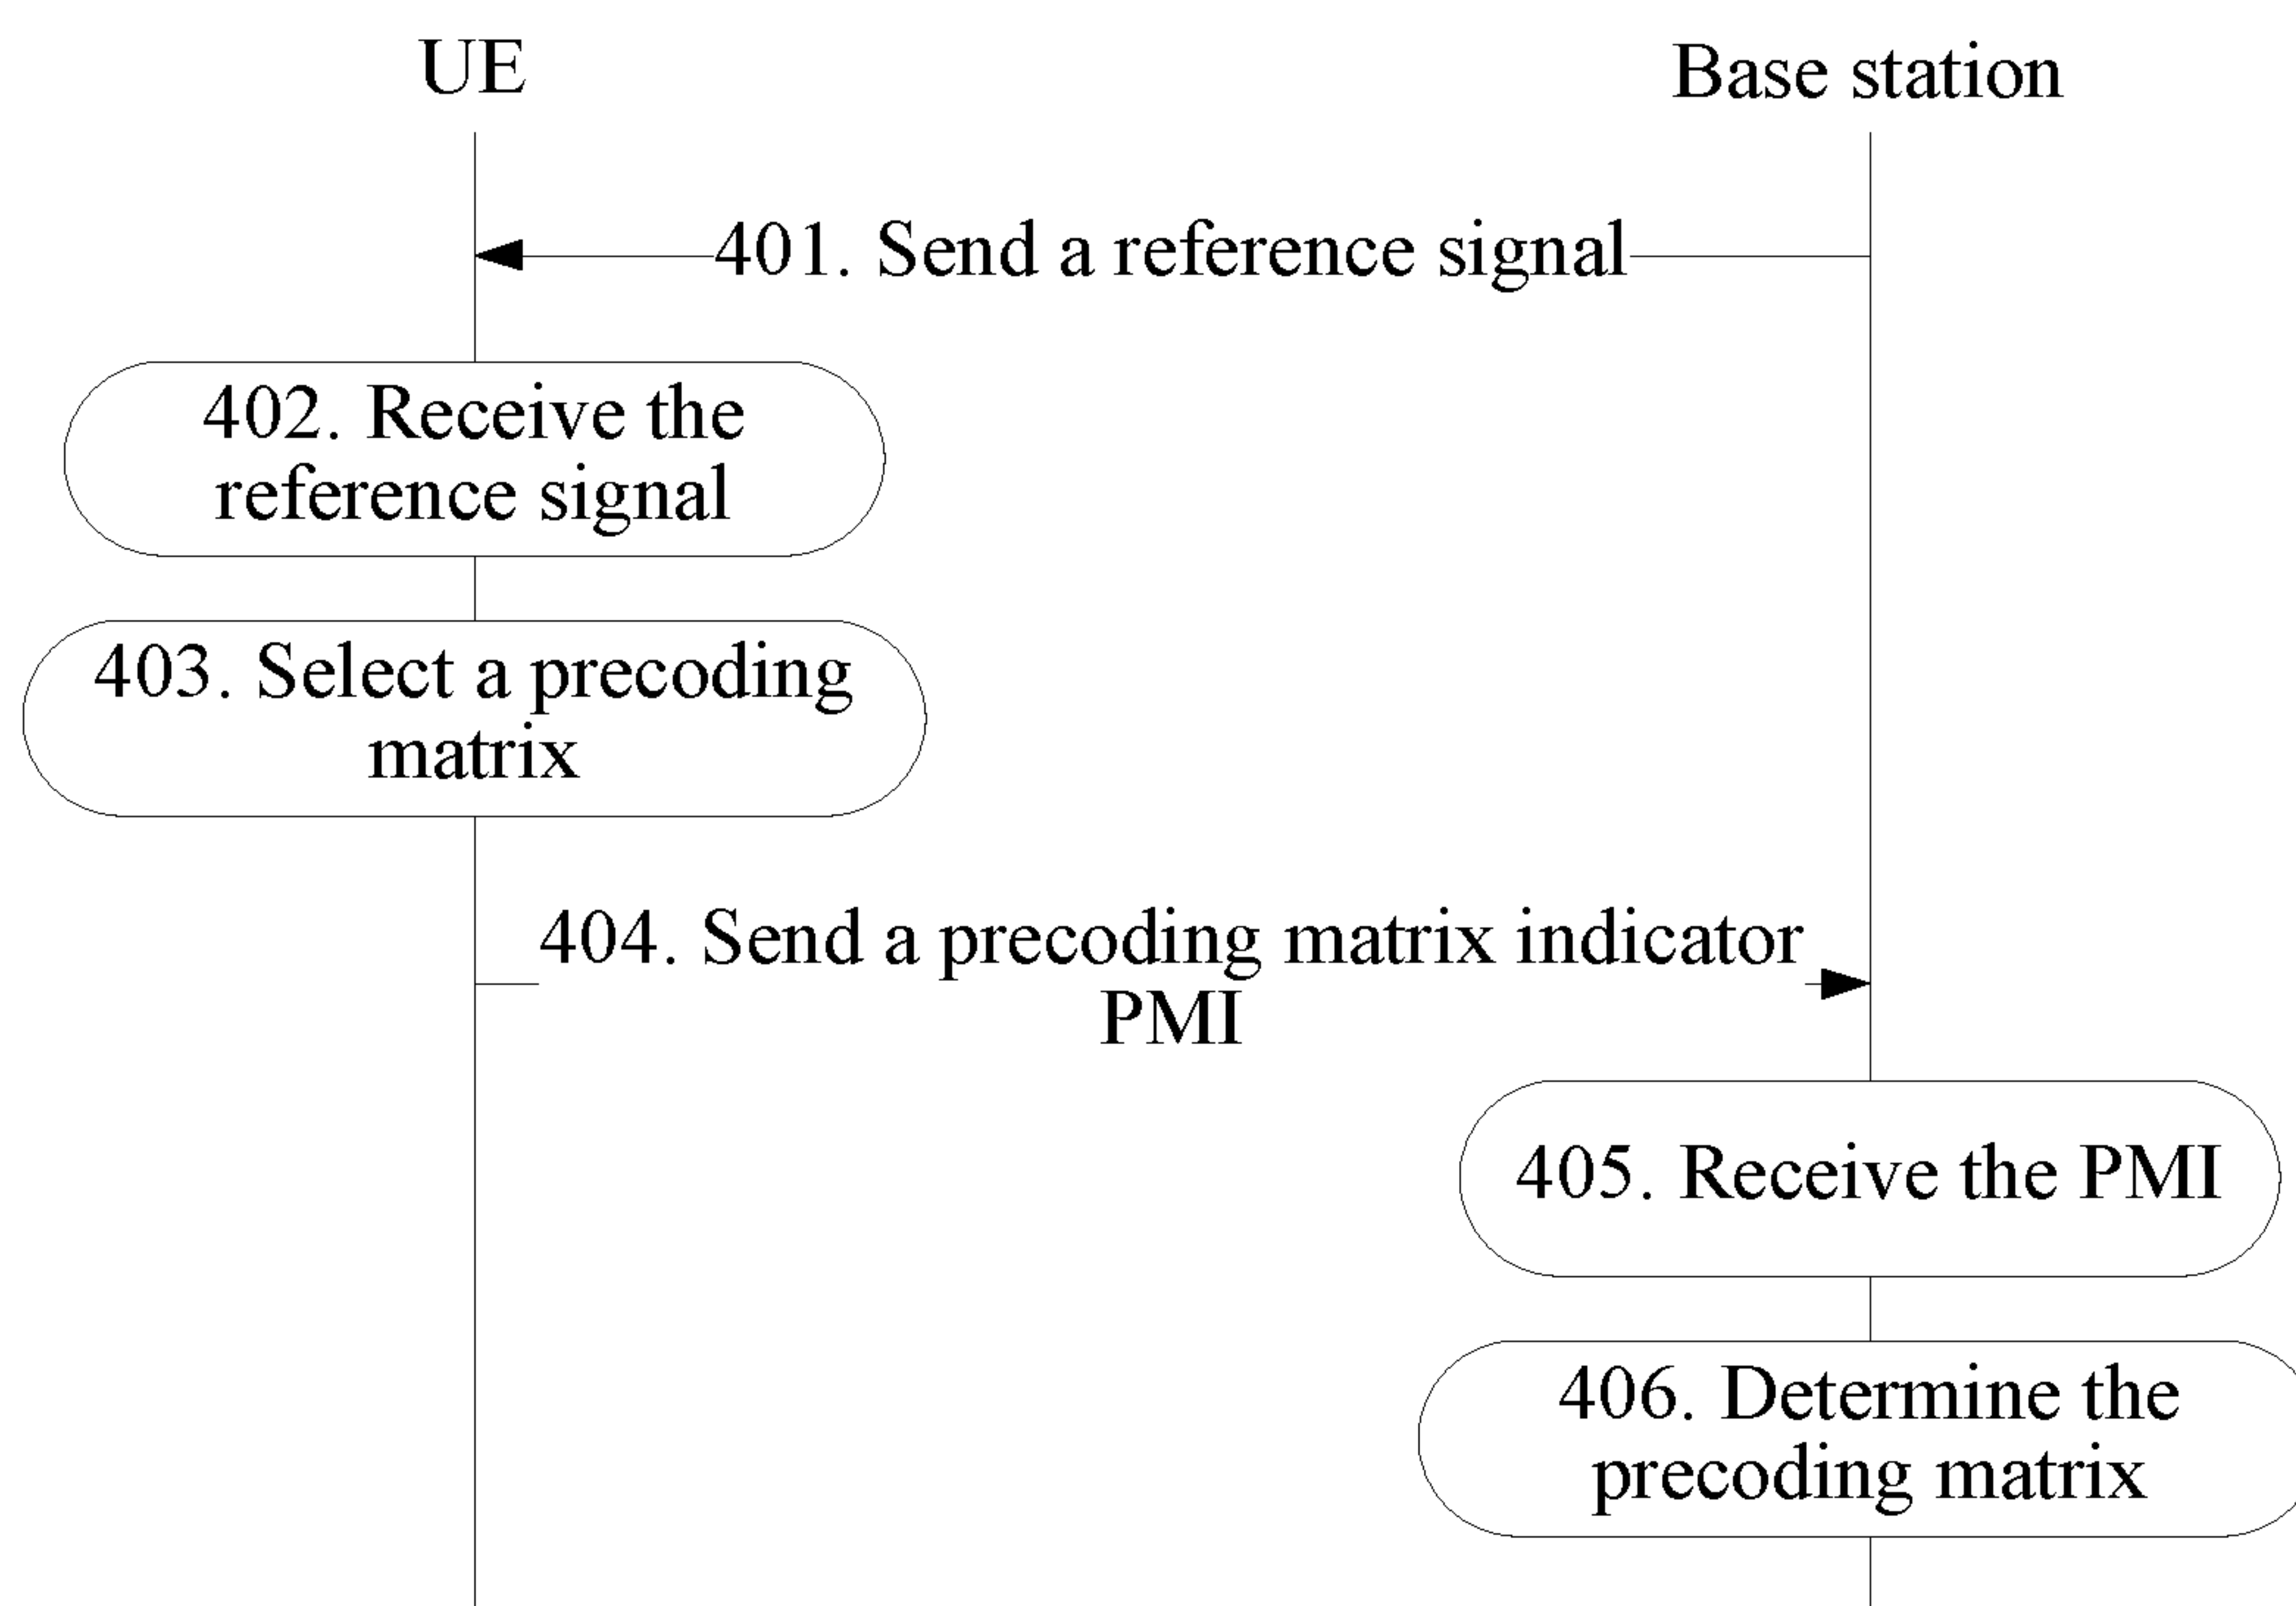 UE
Base station
401. Send a reference signal
402. Receive the
reference signal
403. Select a precoding
matrix
404. Send a precoding matrix indicator
PMI
405. Receive the PMI
406. Determine the
precoding matrix